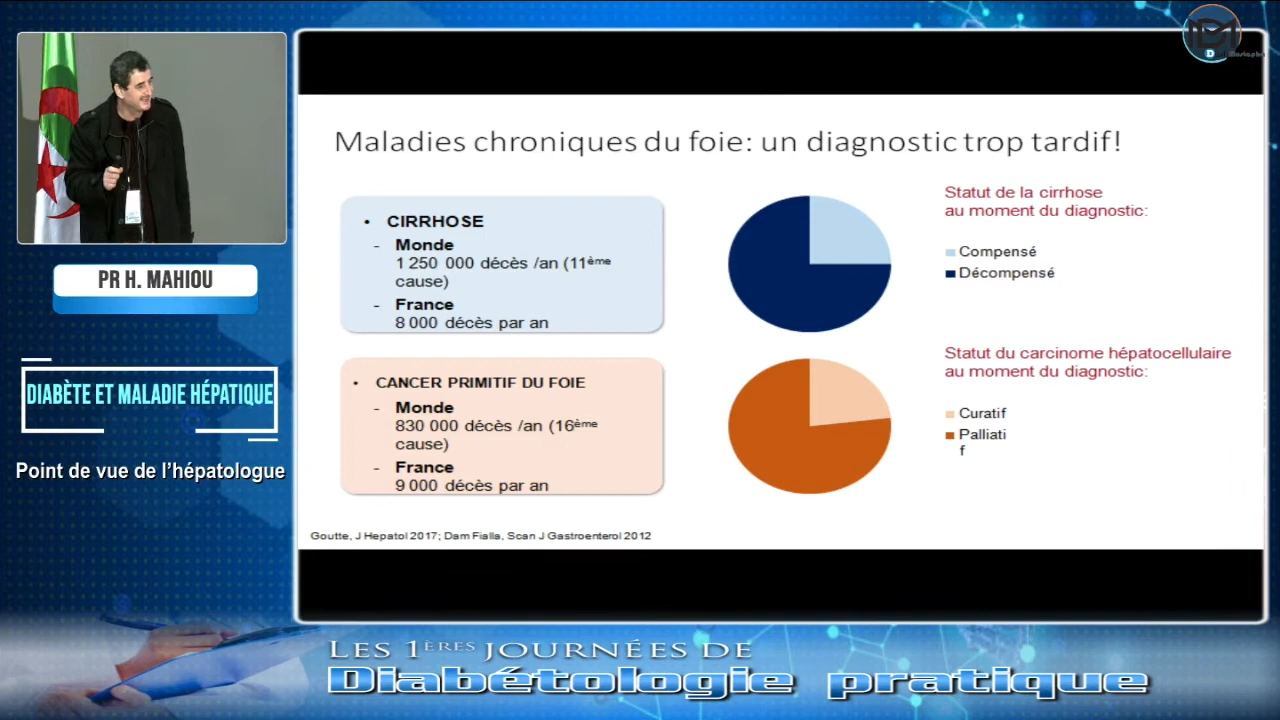 PR H. MAHIOU
DIABÈTE ET MALADIE HÉPATIQUE
Point de vue de l'hépatologue
Maladies chroniques du foie: un diagnostic trop tardif!
• CIRRHOSE
- Monde
1 250 000 décès /an (11ème
cause)
- France
8 000 décès par an
Statut de la cirrhose
au moment du diagnostic:
Compensé
Décompensé
• CANCER PRIMITIF DU FOIE
- Monde
830 000 décès /an (16ème
cause)
- France
9 000 décès par an
Statut du carcinome hépatocellulaire
au moment du diagnostic:
Curatif
Palliati
f
Goutte, J Hepatol 2017; Dam Fialla, Scan J Gastroenterol 2012
LES 1ÈRES JOURNÉES DE
Diabétologie pratique